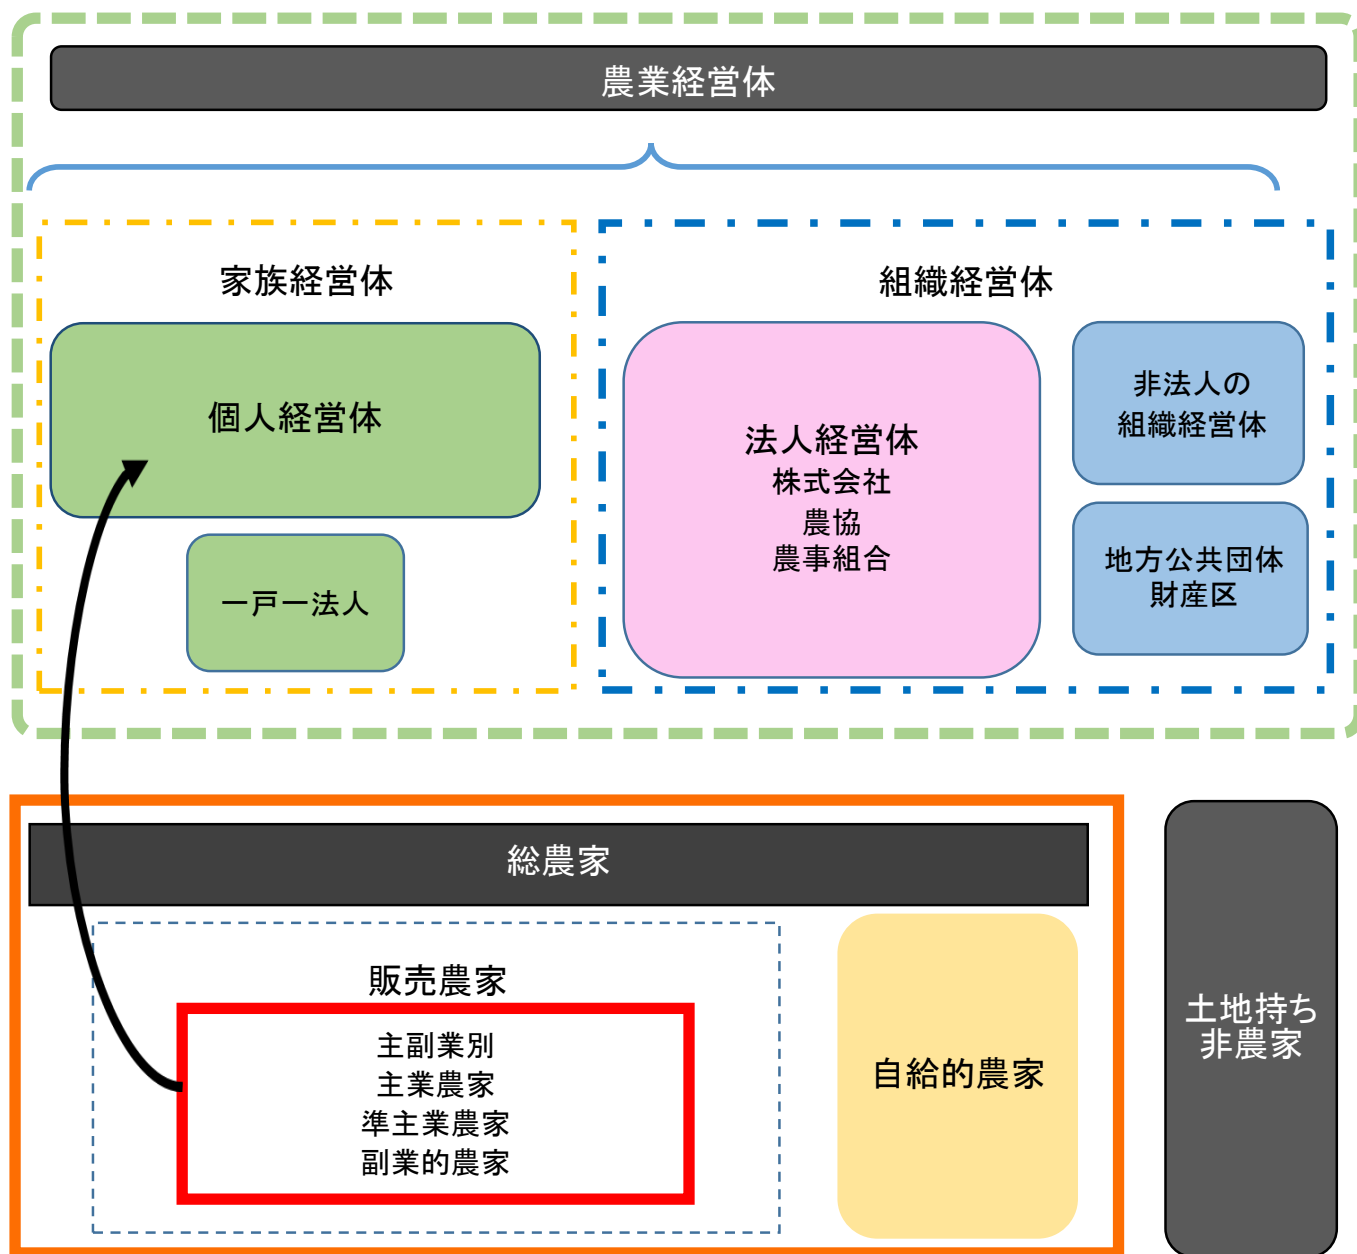 農業経営体
家族経営体
個人経営体
一戸一法人
組織経営体
法人経営体
株式会社
農協
農事組合
非法人の
組織経営体
地方公共団体
財産区
総農家
販売農家
主副業別
主業農家
準主業農家
副業的農家
自給的農家
土地持ち
非農家